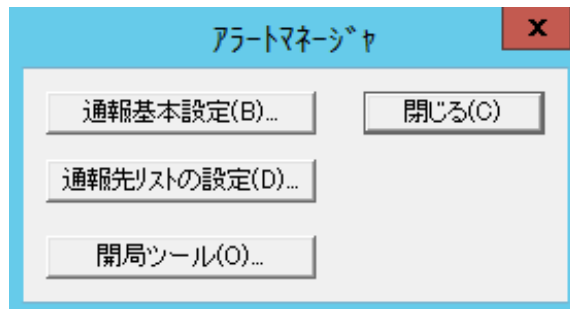 アラートマネージャ
x
通報基本設定(B)...
閉じる(C)
通報先リストの設定(D)...
開局ツール(O)...